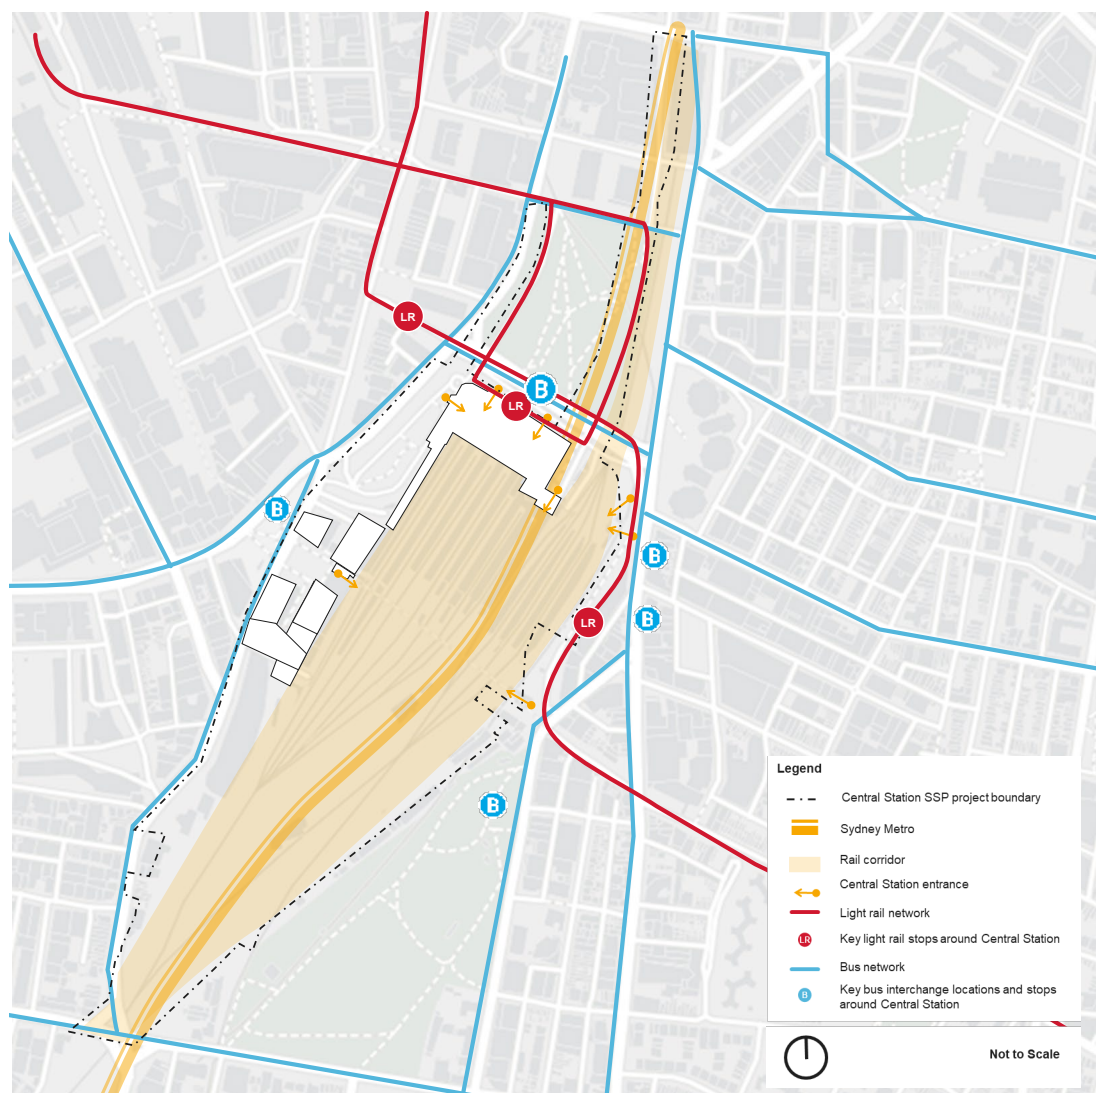 LR
B
LR
B
B
B
LR
B
Legend
Central Station SSP project boundary
Sydney Metro
Rail corridor
Central Station entrance
Light rail network
LR
Key light rail stops around Central Station
Bus network
B
Key bus interchange locations and stops
around Central Station
Not to Scale